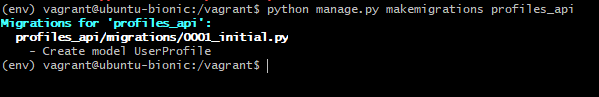 (env) vagrant@ubuntu-bionic:/vagrant$ python manage.py makemigrations profiles_api
Migrations for 'profiles_api':
  profiles_api/migrations/0001_initial.py
    - Create model UserProfile
(env) vagrant@ubuntu-bionic:/vagrant$